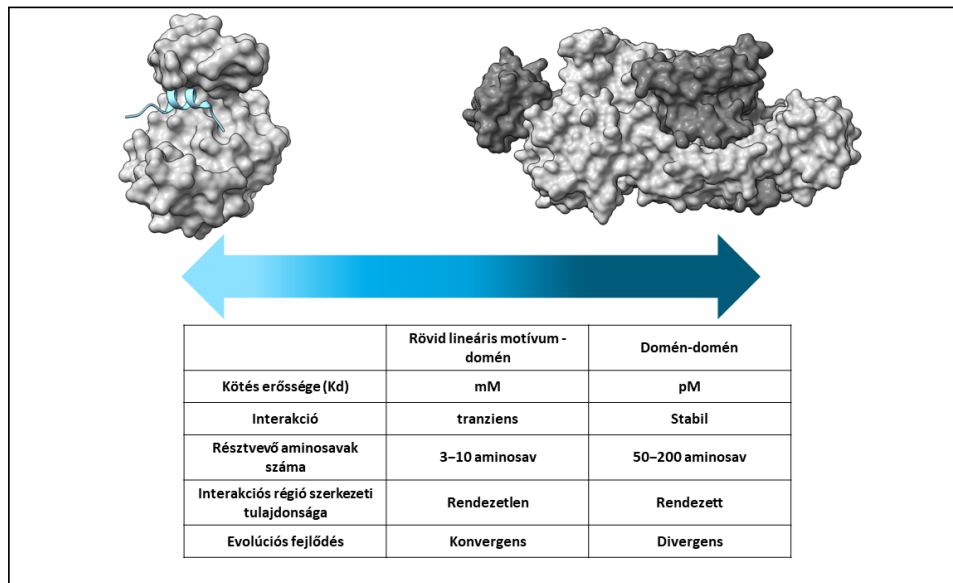 Rövid lineáris motívum -
domén
Domén-domén
Kötés erőssége (Kd)
mM
pM
Interakció
tranziens
Stabil
Résztvevő aminosavak
száma
3–10 aminosav
50–200 aminosav
Interakciós régió szerkezeti
tulajdonsága
Rendezetlen
Rendezett
Evolúciós fejlődés
Konvergens
Divergens